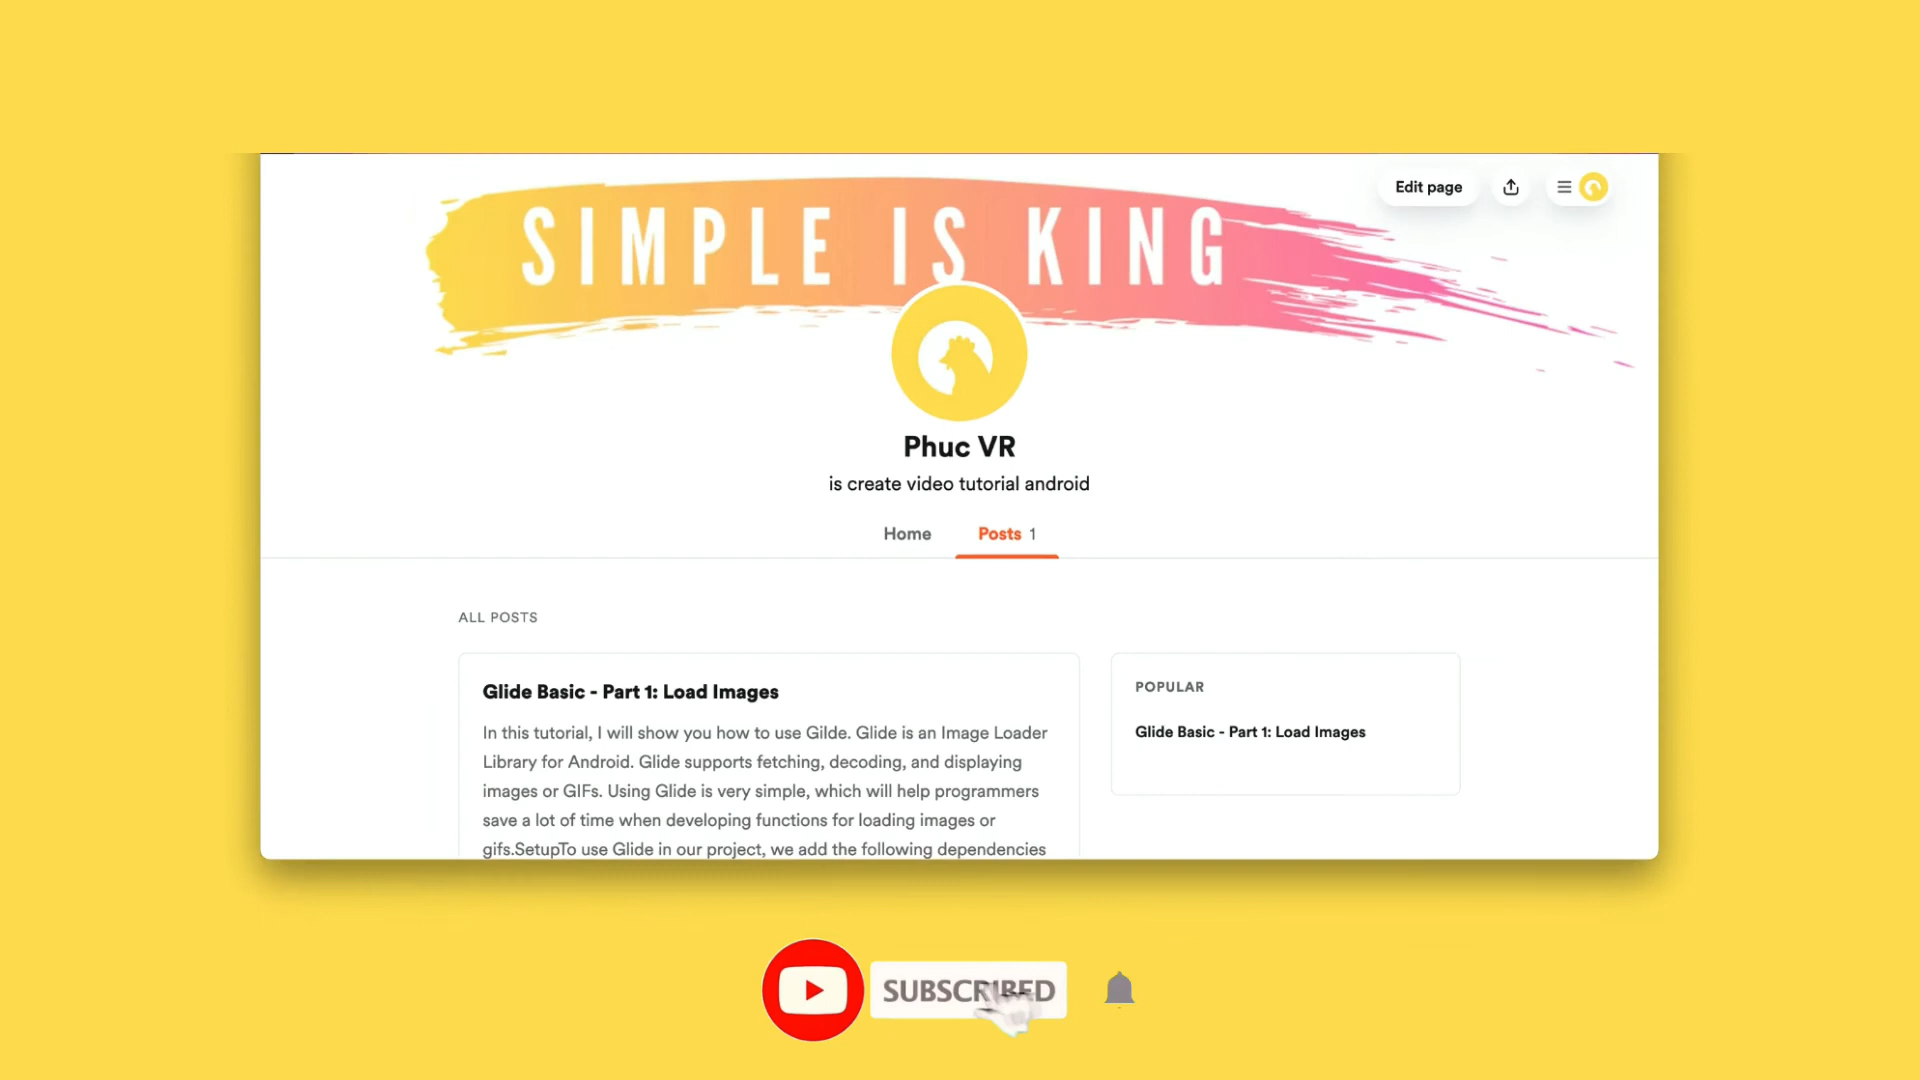 Edit page
SIMPLE IS KING
Phuc VR
is create video tutorial android
Home
Posts 1
ALL POSTS
Glide Basic - Part 1: Load Images
In this tutorial, I will show you how to use Gilde. Glide is an Image Loader
Library for Android. Glide supports fetching, decoding, and displaying
images or GIFs. Using Glide is very simple, which will help programmers
save a lot of time when developing functions for loading images or
gifs.SetupTo use Glide in our project, we add the following dependencies
POPULAR
Glide Basic - Part 1: Load Images
SUBSCRIBED